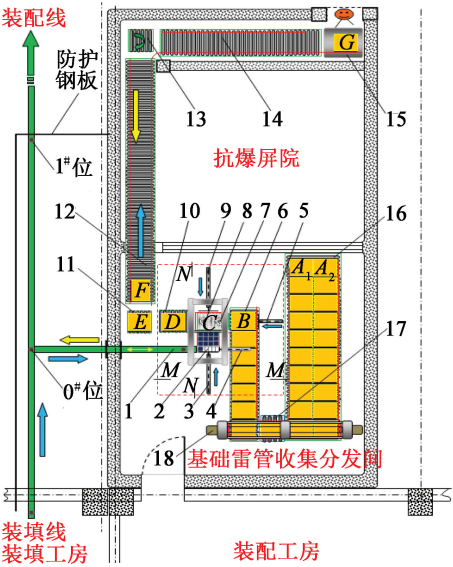 装配线
防护
钢板
1#位
G
13
14
15
抗爆屏院
12
10
9
8
7
6
5
16
11
N
A1
A2
F
E
D
C
B
17
M
M
N
0#位
1
2
3
4
18
基础雷管收集分发间
装填线
装填工房
装配工房